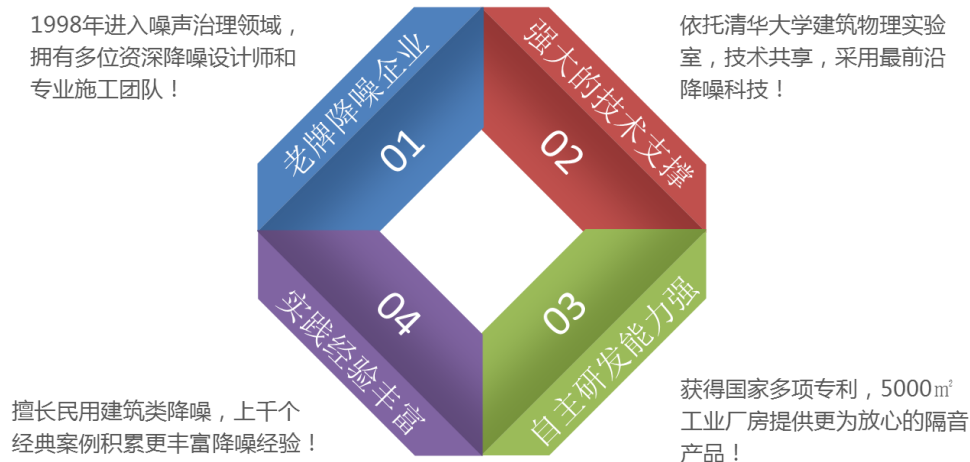 1998年进入噪声治理领域，
拥有多位资深降噪设计师和
专业施工团队！
老牌降噪企业
01
依托清华大学建筑物理实验
室，技术共享，采用最前沿
降噪科技！
强大的技术支撑
02
获得国家多项专利，5000㎡
工业厂房提供更为放心的隔音
产品！
自主研发能力强
03
擅长民用建筑类降噪，上千个
经典案例积累更丰富降噪经验！
实践经验丰富
04